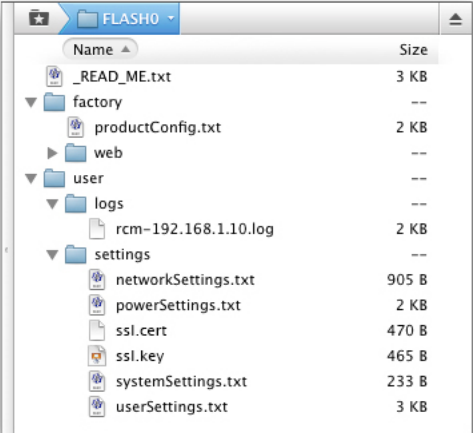 FLASH0
Name Size
_READ_ME.txt 3 KB
factory --
productConfig.txt 2 KB
web --
user --
logs --
rcm-192.168.1.10.log 2 KB
settings --
networkSettings.txt 905 B
powerSettings.txt 2 KB
ssl.cert 470 B
ssl.key 465 B
systemSettings.txt 233 B
userSettings.txt 3 KB